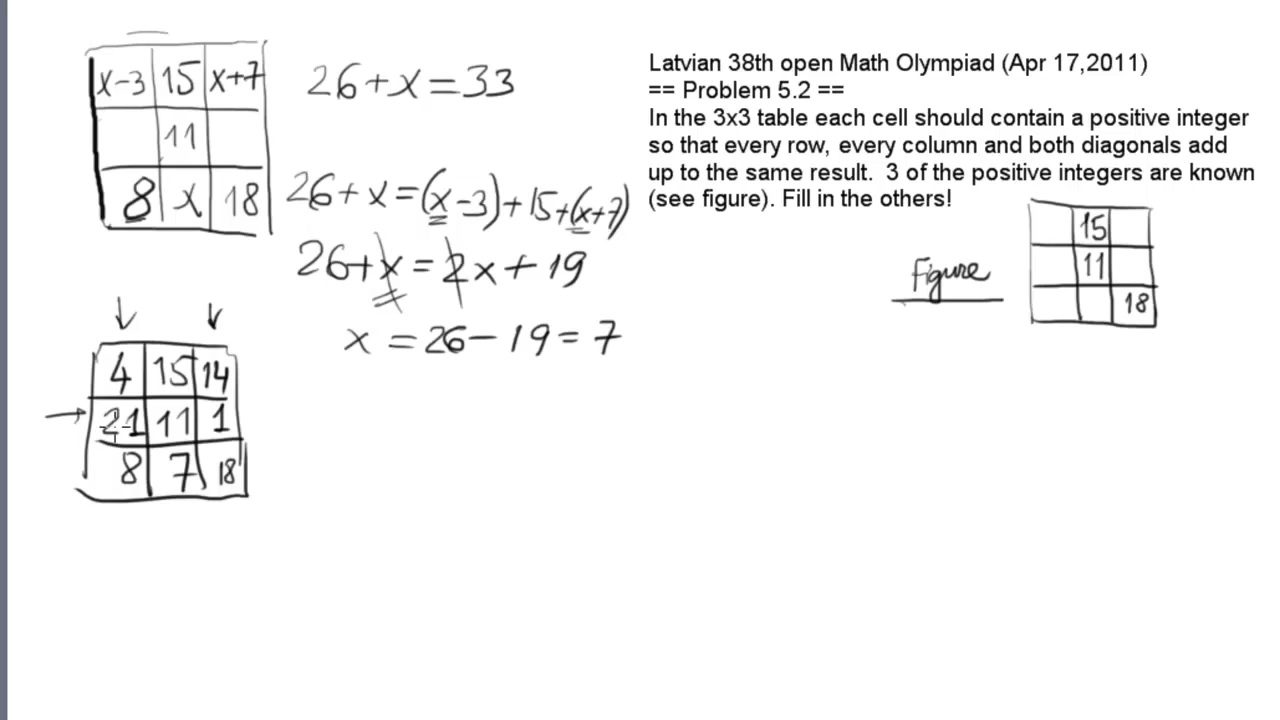 x-3 15 x+7
11
8 x 18
26+x=33
26+x=(x-3)+15+(x+7)
26+x=2x+19
x=26-19=7
4 15 14
21 11 1
8 7 18
Latvian 38th open Math Olympiad (Apr 17,2011)
== Problem 5.2 ==
In the 3x3 table each cell should contain a positive integer
so that every row, every column and both diagonals add
up to the same result.  3 of the positive integers are known
(see figure). Fill in the others!
Figure
15
11
18